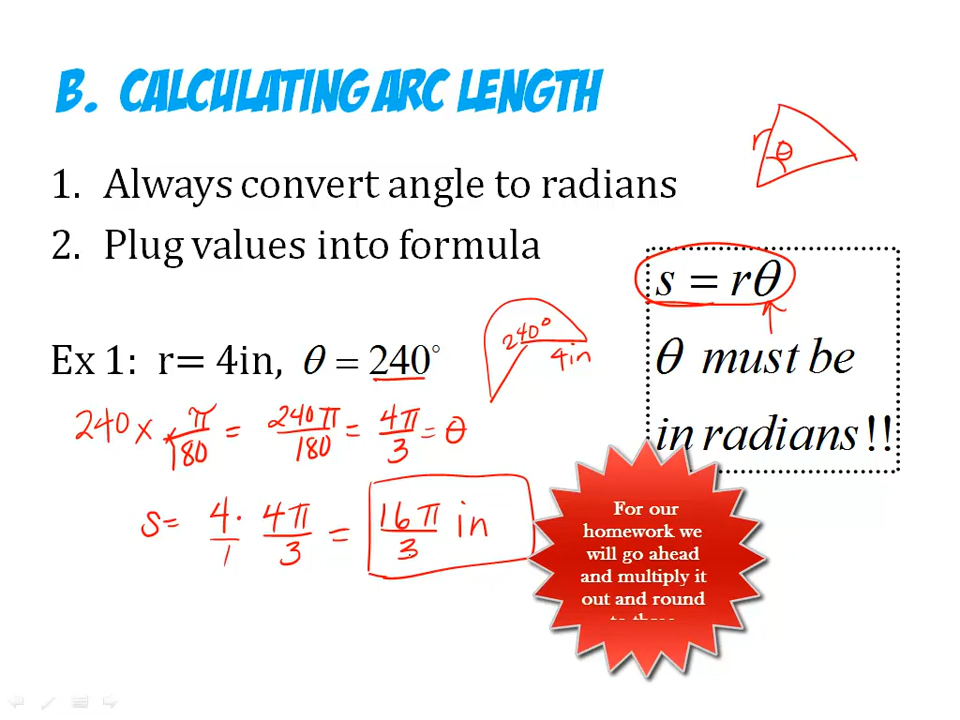 B. CALCULATING ARC LENGTH
1. Always convert angle to radians
2. Plug values into formula
r θ
s = rθ
θ must be
in radians!!
Ex 1: r= 4in, θ = 240°
240°
4in
240 x π/180 = 240π/180 = 4π/3 = θ
s= 4/1 · 4π/3 = 16π/3 in
For our
homework we
will go ahead
and multiply it
out and round